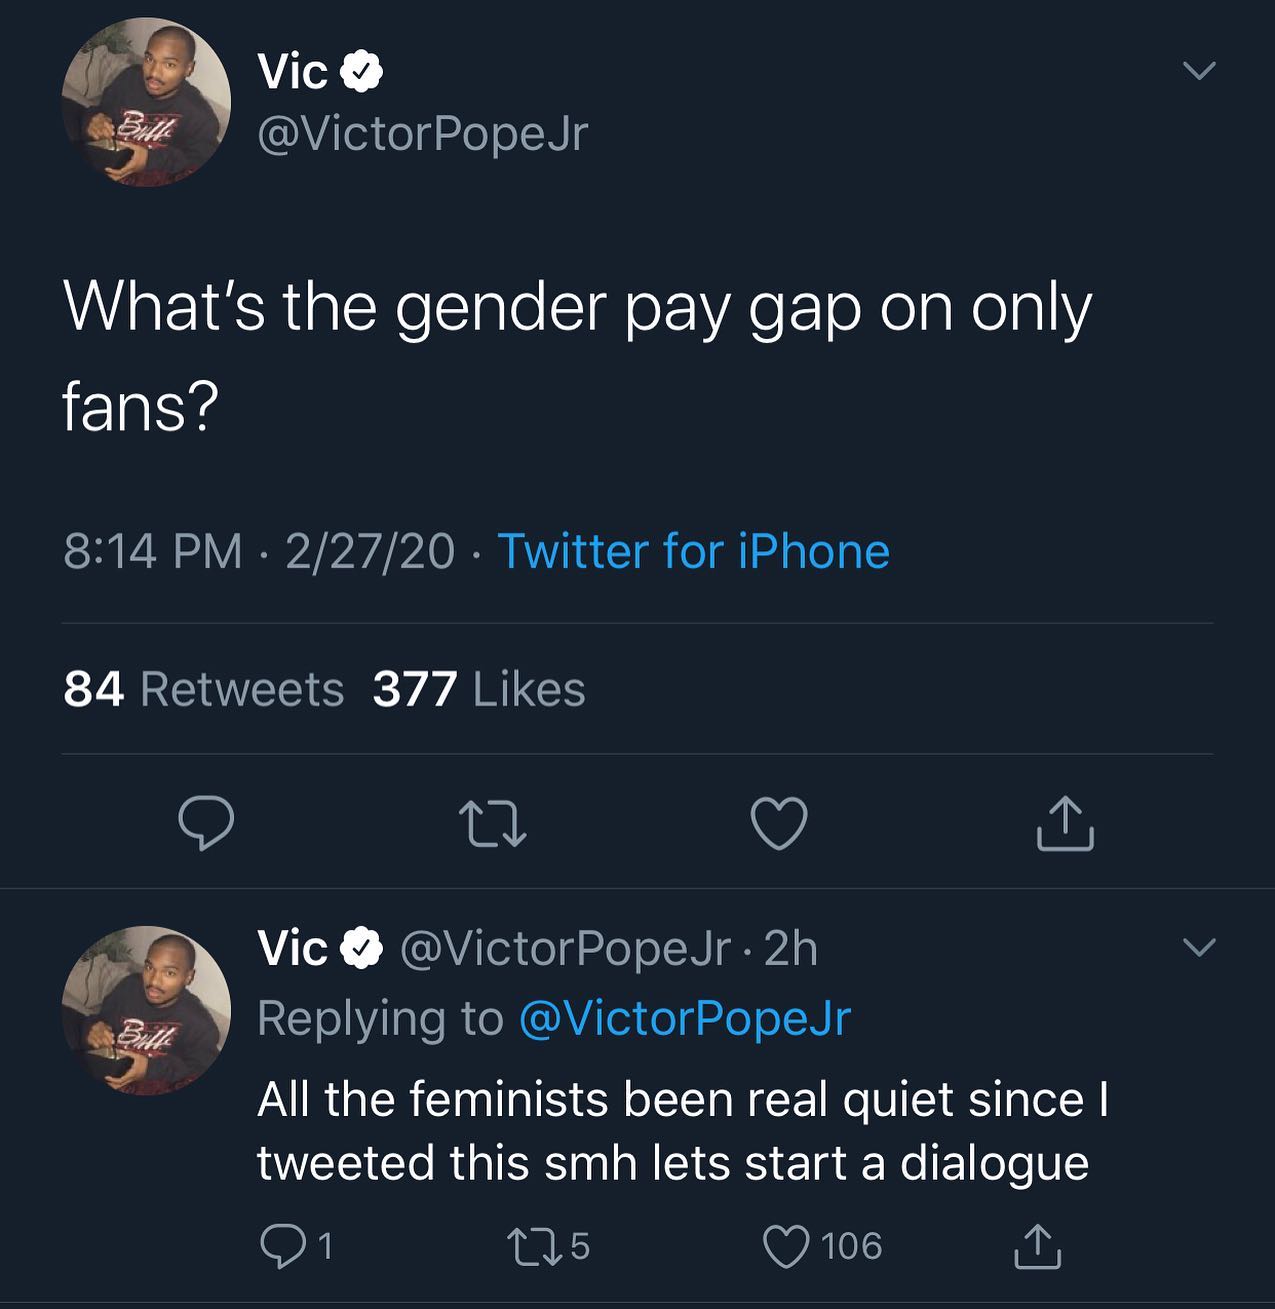 Vic
@VictorPopeJr
What's the gender pay gap on only
fans?
8:14 PM · 2/27/20 · Twitter for iPhone
84 Retweets 377 Likes
Vic @VictorPopeJr · 2h
Replying to @VictorPopeJr
All the feminists been real quiet since I
tweeted this smh lets start a dialogue
1 5 106